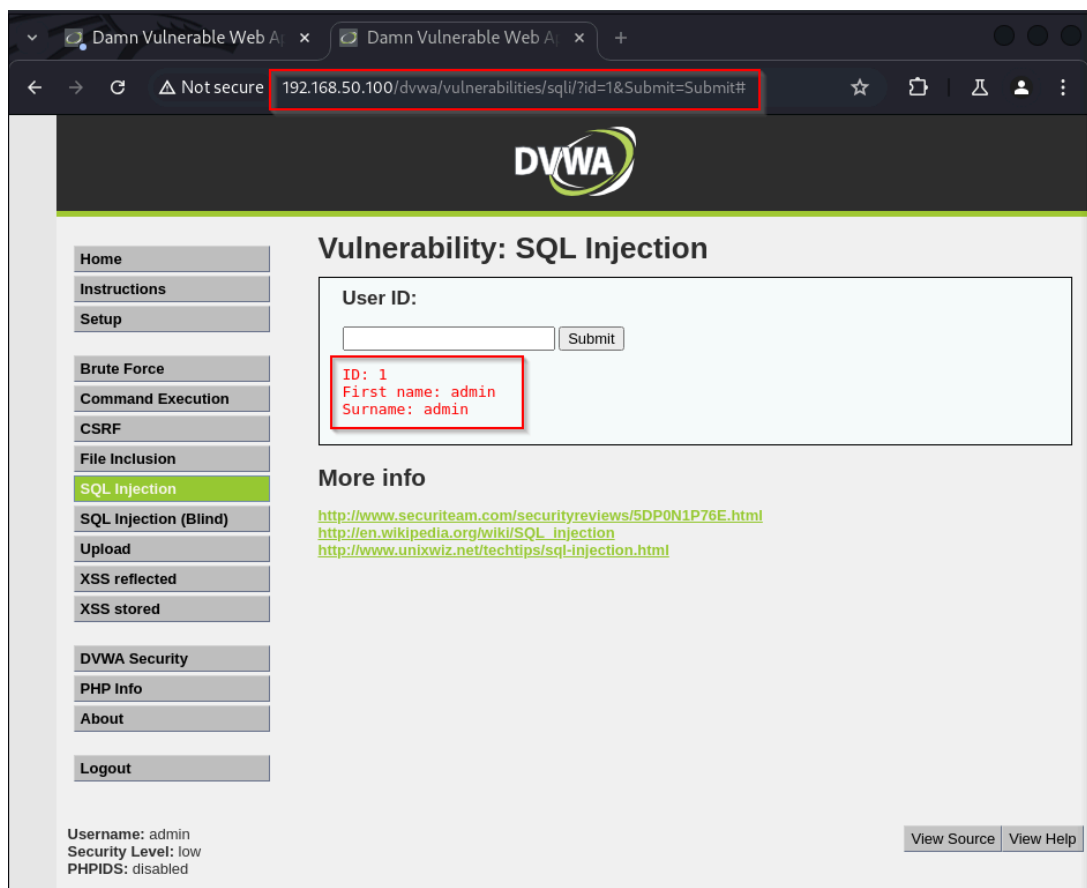 Damn Vulnerable Web Ap
Damn Vulnerable Web Ap
Not secure
192.168.50.100/dvwa/vulnerabilities/sqli/?id=1&Submit=Submit#
DVWA
Home
Instructions
Setup
Brute Force
Command Execution
CSRF
File Inclusion
SQL Injection
SQL Injection (Blind)
Upload
XSS reflected
XSS stored
DVWA Security
PHP Info
About
Logout
Vulnerability: SQL Injection
User ID:
Submit
ID: 1
First name: admin
Surname: admin
More info
http://www.securiteam.com/securityreviews/5DP0N1P76E.html
http://en.wikipedia.org/wiki/SQL_injection
http://www.unixwiz.net/techtips/sql-injection.html
Username: admin
Security Level: low
PHPIDS: disabled
View Source View Help